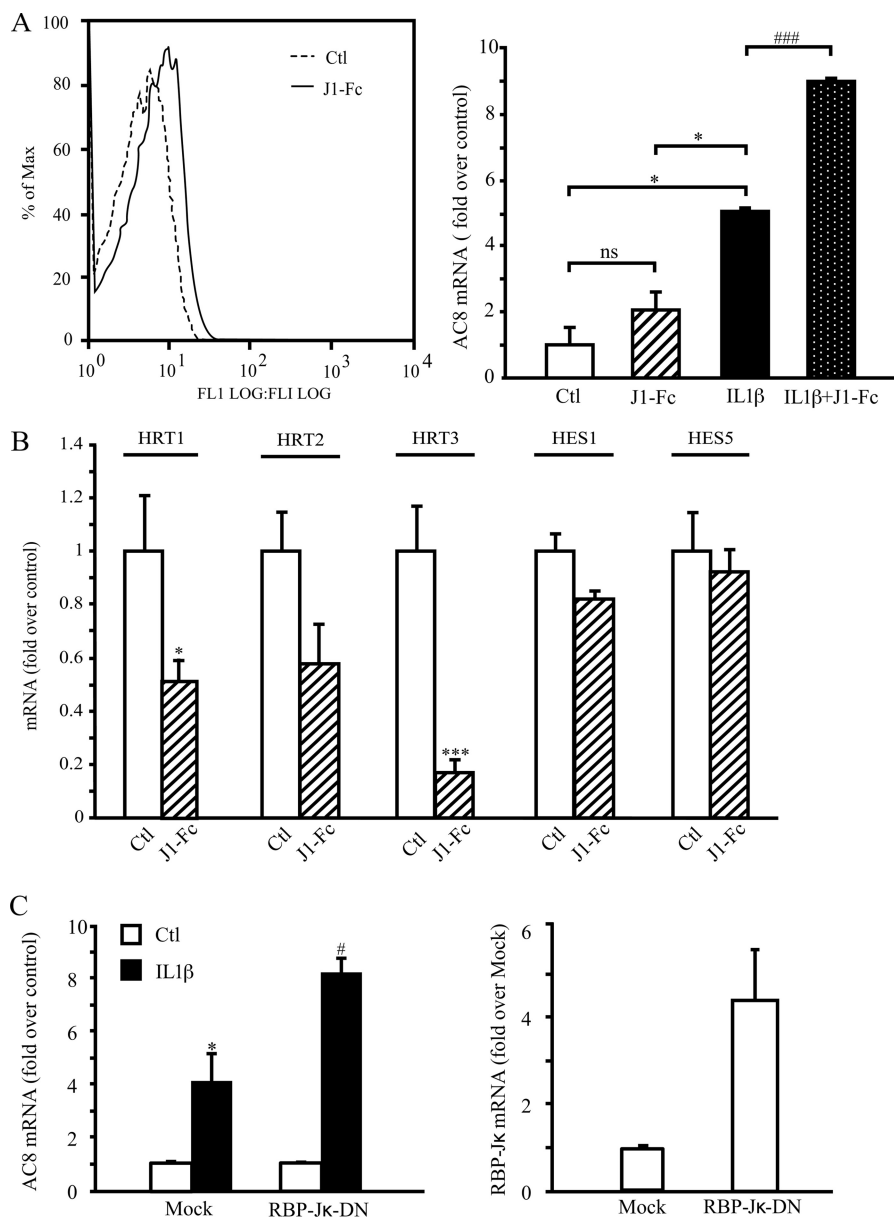 A
100
80
60
40
20
0
% of Max
Ctl
J1-Fc
10^0 10^1 10^2 10^3 10^4
FL1 LOG:FLI LOG
AC8 mRNA ( fold over control)
10
8
6
4
2
0
ns
*
*
###
Ctl J1-Fc IL1β IL1β+J1-Fc
B
HRT1 HRT2 HRT3 HES1 HES5
mRNA (fold over control)
1.4
1.2
1
0.8
0.6
0.4
0.2
0
*
***
Ctl J1-Fc Ctl J1-Fc Ctl J1-Fc Ctl J1-Fc Ctl J1-Fc
C
AC8 mRNA (fold over control)
10
8
6
4
2
0
Ctl
IL1β
*
#
Mock RBP-Jκ-DN
RBP-Jκ mRNA (fold over Mock)
6
4
2
1
0
Mock RBP-Jκ-DN